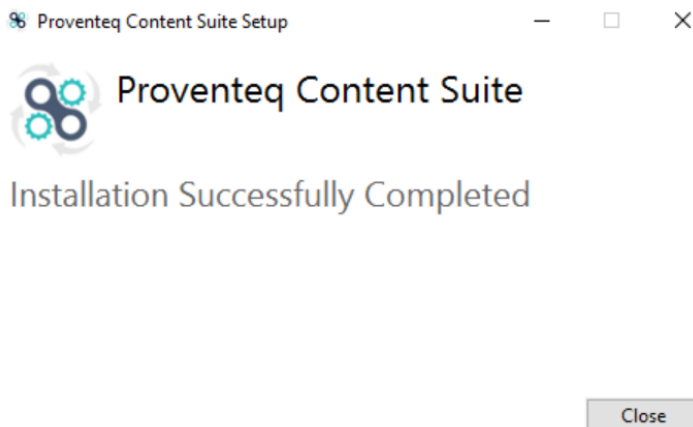 Proventeq Content Suite Setup
Proventeq Content Suite
Installation Successfully Completed
Close